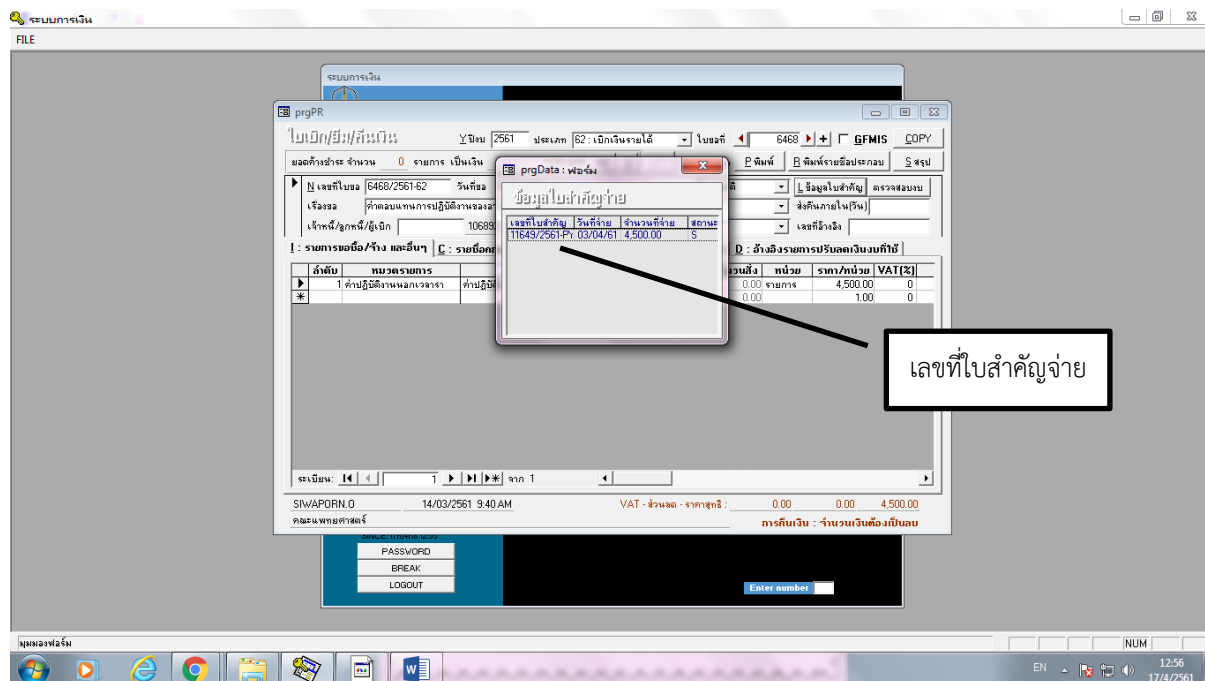 ระบบการเงิน
FILE
ระบบการเงิน
prgPR
ใบเบิก/ยืม/คืนเงิน Y ปีงบ 2561 ประเภท 62 : เบิกเงินรายได้ ใบขอที่ 6468 + GFMIS COPY
ยอดค้างชำระ จำนวน 0 รายการ เป็นเงิน P พิมพ์ R พิมพ์รายชื่อประกอบ S สรุป
N เลขที่ใบขอ 6468/2561-62 วันที่ขอ L ข้อมูลใบสำคัญ ตรวจสอบงบ
เรื่องขอ ค่าตอบแทนการปฏิบัติงานของอา ส่งคืนภายใน(วัน)
เจ้าหนี้/ลูกหนี้/ผู้เบิก 10689 เลขที่อ้างอิง
I : รายการขอซื้อ/จ้าง และอื่นๆ C : รายชื่อ D : อ้างอิงรายการปรับลดเงินงบที่ใช้
ลำดับ หมวดรายการ หน่วย ราคา/หน่วย VAT(%)
1 ค่าปฏิบัติงานนอกเวลารา ค่าปฏิบั 0.00 รายการ 4,500.00 0
0.00 1.00 0
prgData : ฟอร์ม
ข้อมูลใบสำคัญจ่าย
เลขที่ใบสำคัญ วันที่จ่าย จำนวนที่จ่าย สถานะ
11649/2561-PY 03/04/61 4,500.00 S
เลขที่ใบสำคัญจ่าย
ระเบียน: 1 จาก 1
SIWAPORN.O 14/03/2561 9:40 AM VAT - ส่วนลด - ราคาสุทธิ : 0.00 0.00 4,500.00
คณะแพทยศาสตร์ การคืนเงิน : จำนวนเงินต้องเป็นลบ
PASSWORD
BREAK
LOGOUT
Enter number
มุมมองฟอร์ม NUM
EN 12:56
17/4/2561